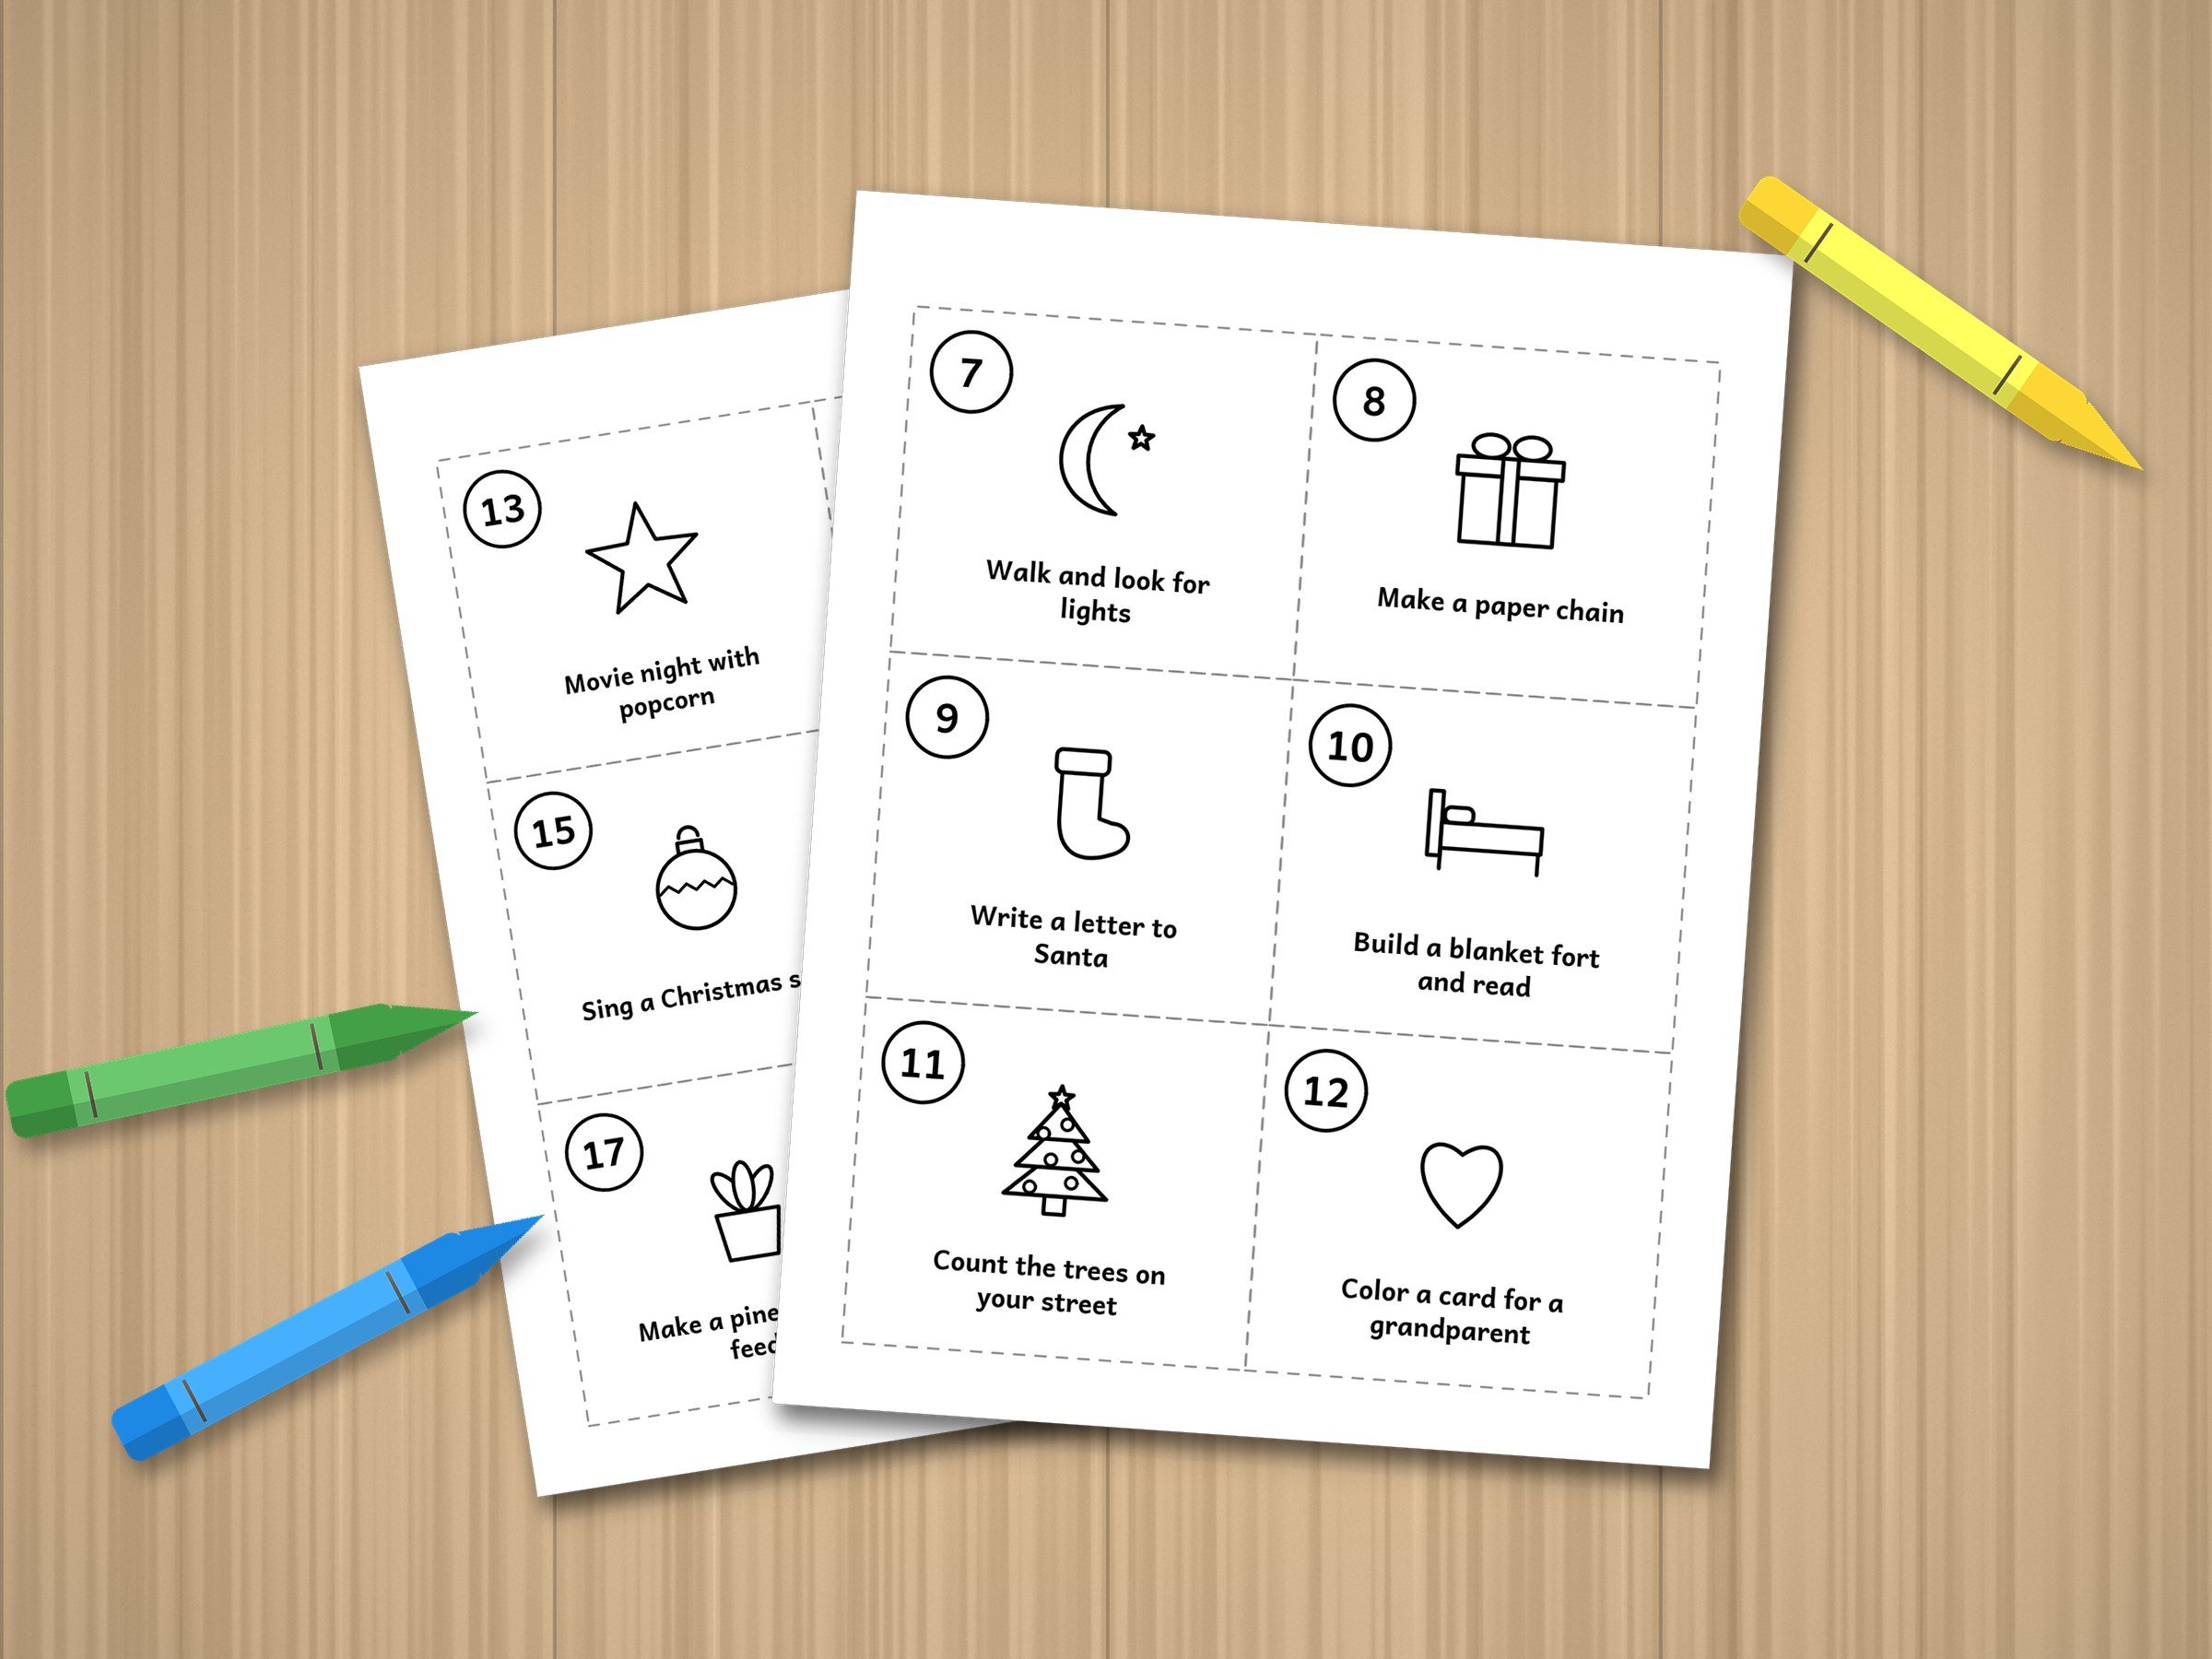 13
Movie night with
popcorn
15
Sing a Christmas
17
Make a
7
Walk and look for
lights
8
Make a paper chain
9
Write a letter to
Santa
10
Build a blanket fort
and read
11
Count the trees on
your street
12
Color a card for a
grandparent